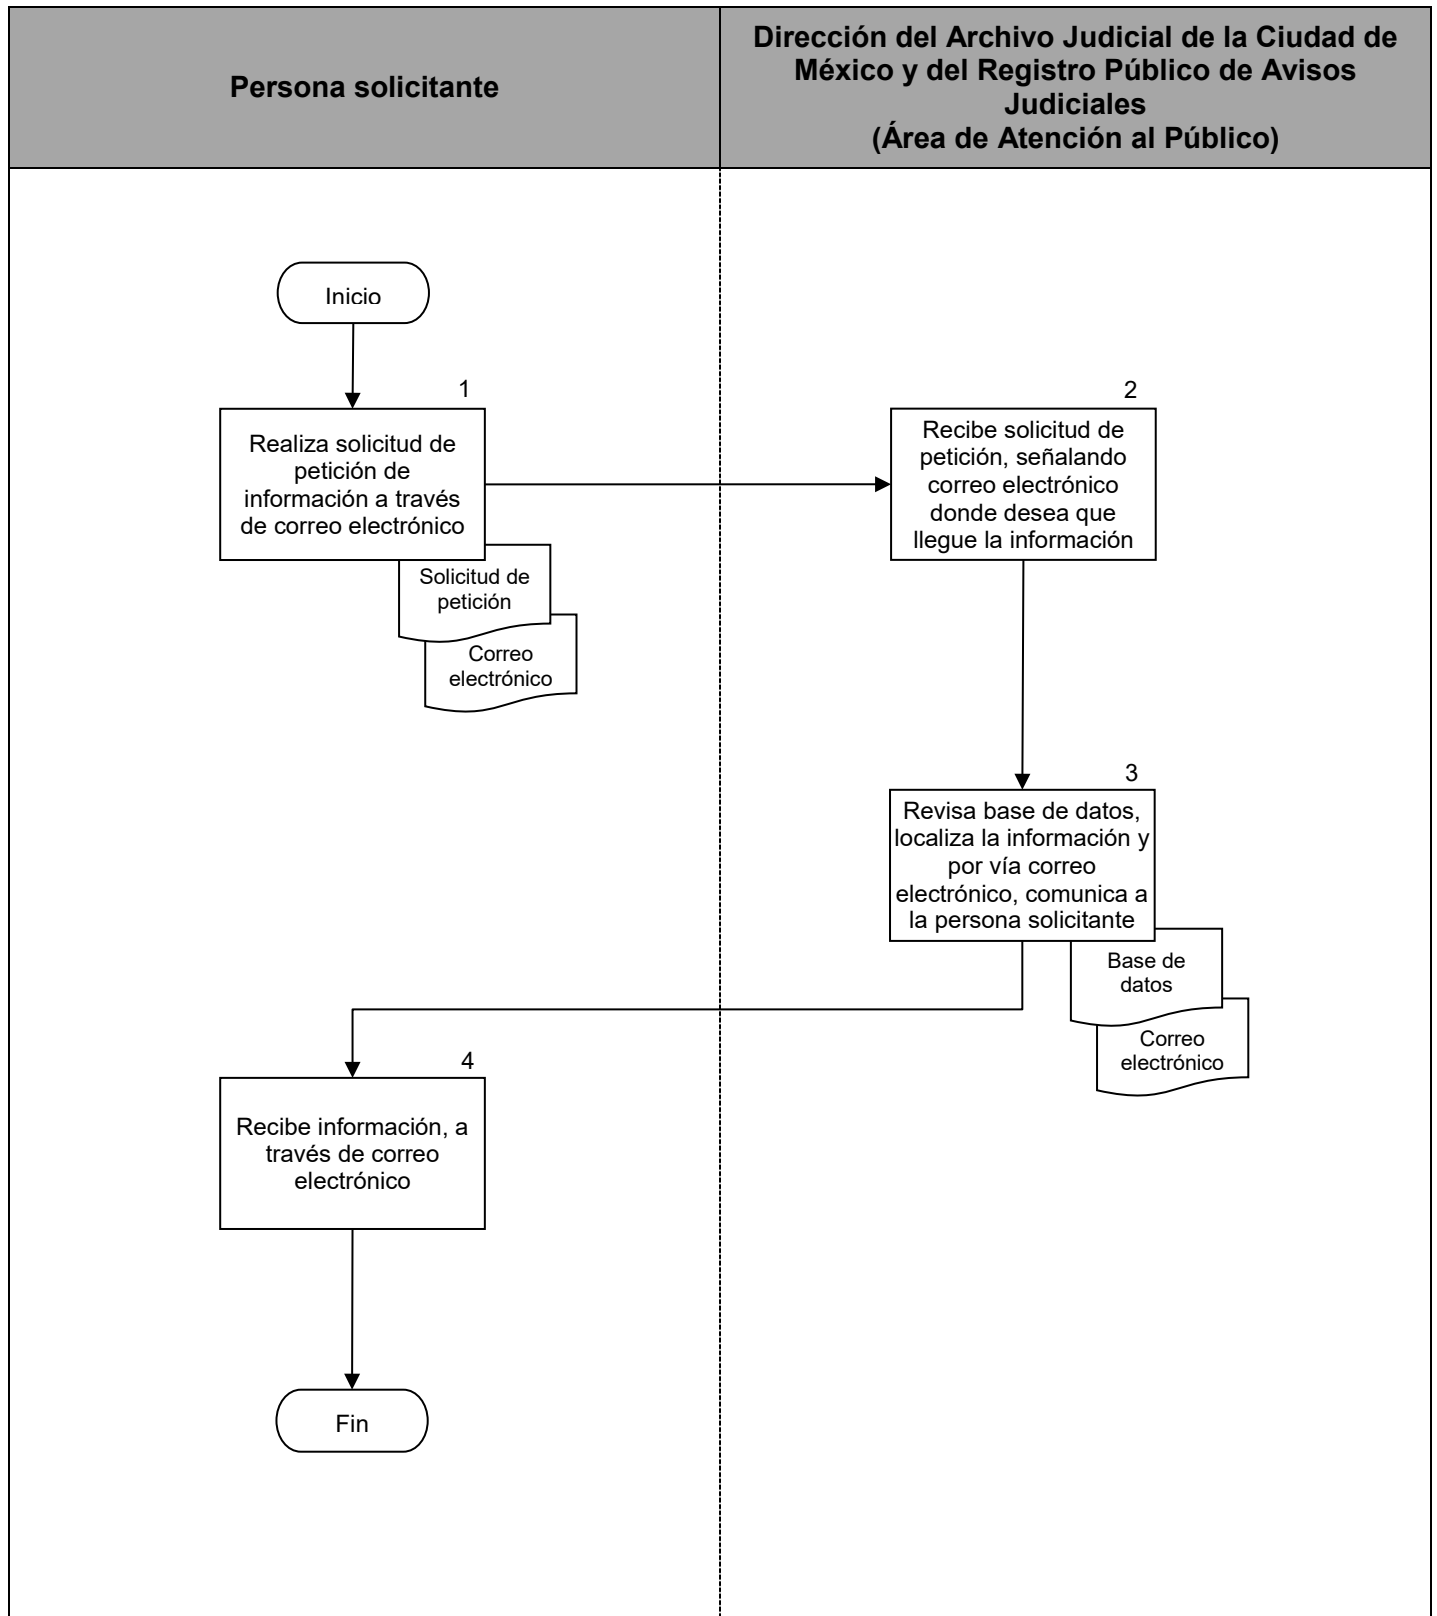 Persona solicitante
Dirección del Archivo Judicial de la Ciudad de
México y del Registro Público de Avisos
Judiciales
(Área de Atención al Público)
Inicio
1
Realiza solicitud de
petición de
información a través
de correo electrónico
Solicitud de
petición
Correo
electrónico
2
Recibe solicitud de
petición, señalando
correo electrónico
donde desea que
llegue la información
3
Revisa base de datos,
localiza la información y
por vía correo
electrónico, comunica a
la persona solicitante
Base de
datos
Correo
electrónico
4
Recibe información, a
través de correo
electrónico
Fin